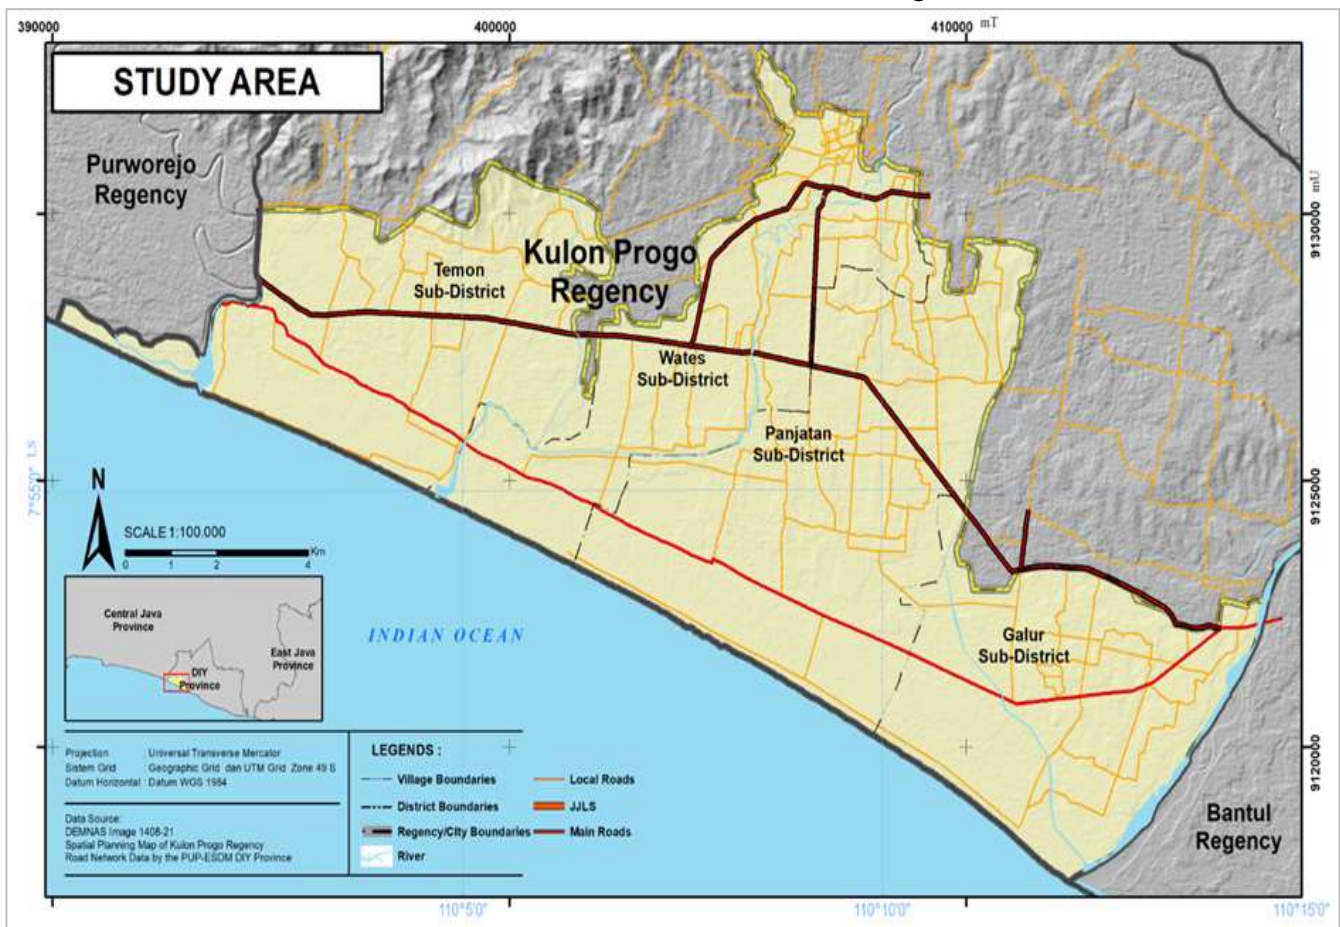 390000
400000
410000 mT
STUDY AREA
Purworejo
Regency
9130000 mU
Kulon Progo
Regency
Temon
Sub-District
Wates
Sub-District
Panjatan
Sub-District
7°55'0" LS
9125000
N
SCALE 1:100.000
Km
0 1 2 4
Central Java
Province
East Java
Province
DIY
Province
INDIAN OCEAN
Galur
Sub-District
Projection : Universal Transverse Mercator
Sistem Grid : Geographic Grid dan UTM Grid Zone 49 S
Datum Horizontal : Datum WGS 1984
Data Source:
DEMNAS Image 1408-21
Spatial Planning Map of Kulon Progo Regency
Road Network Data by the PUP-ESDM DIY Province
LEGENDS :
Village Boundaries
Local Roads
District Boundaries
JJLS
Regency/City Boundaries
Main Roads
River
9120000
Bantul
Regency
110°5'0"
110°10'0"
110°15'0"